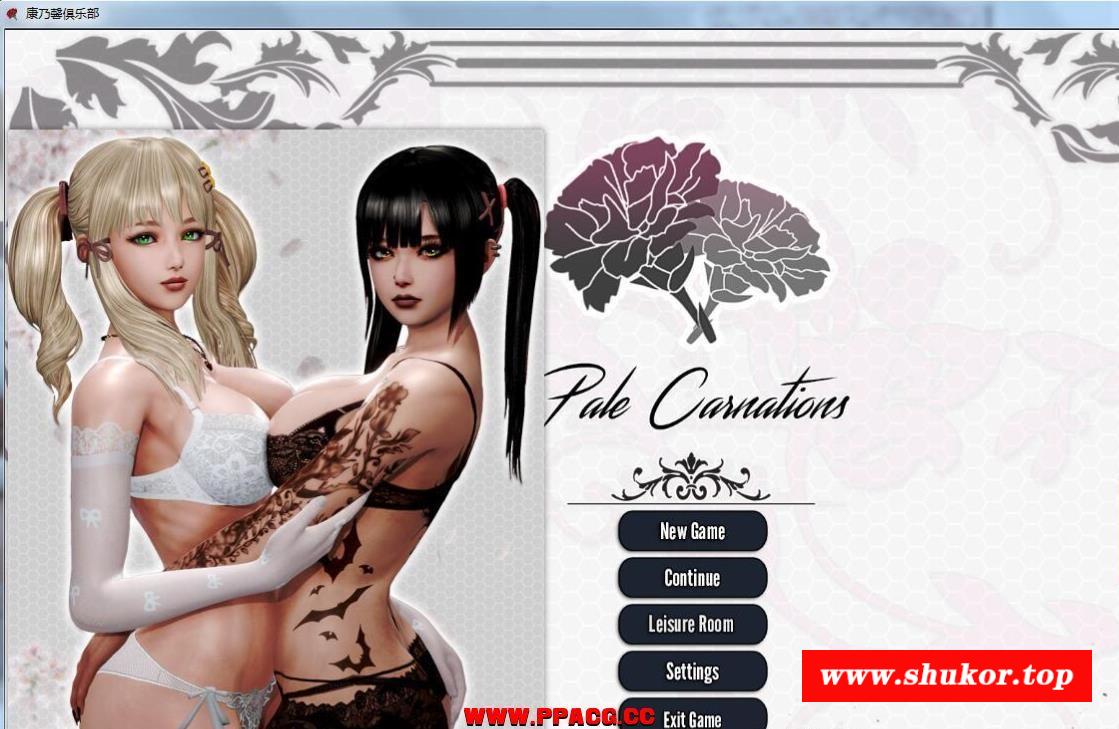 康乃馨俱乐部
Pale Carnations
New Game
Continue
Leisure Room
Settings
Exit Game
www.shukor.top
WWW.PPACG.CC